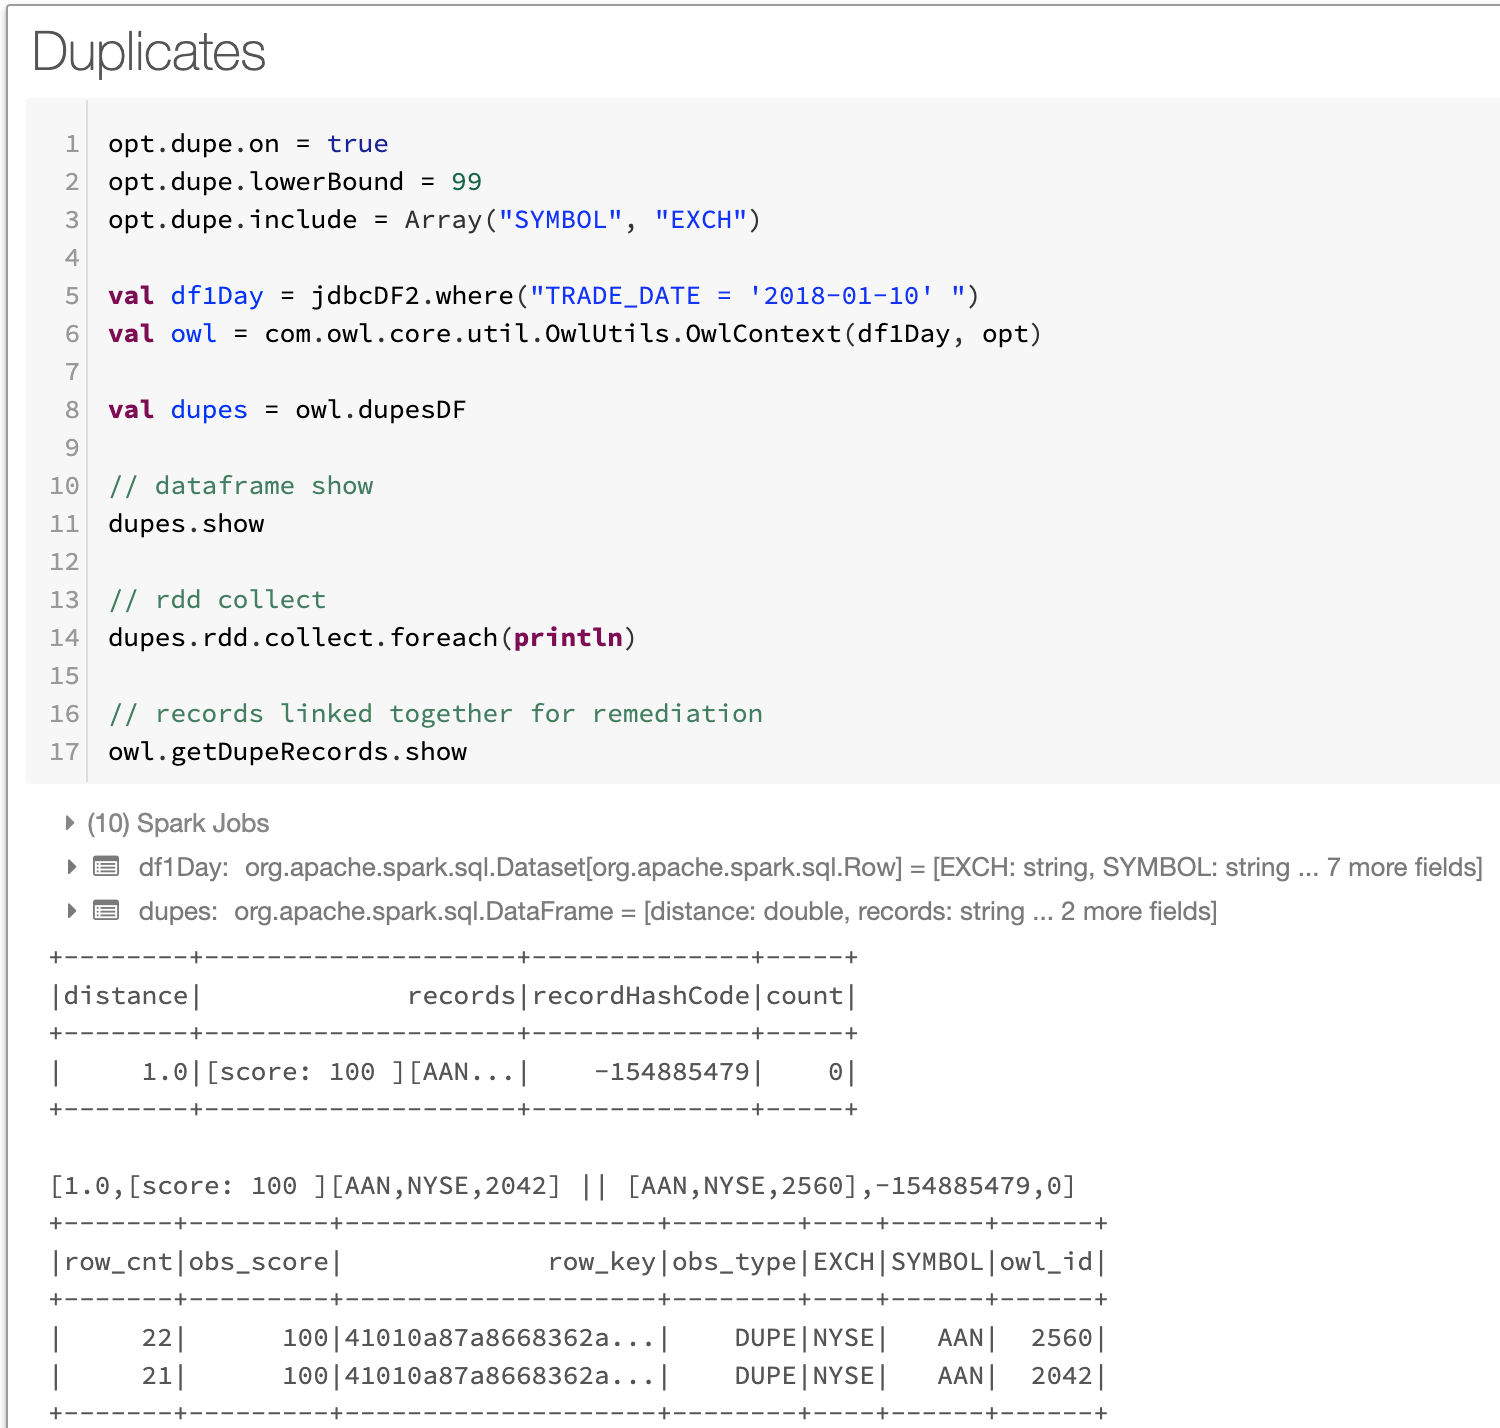 Duplicates
1 opt.dupe.on = true
2 opt.dupe.lowerBound = 99
3 opt.dupe.include = Array("SYMBOL", "EXCH")
4
5 val df1Day = jdbcDF2.where("TRADE_DATE = '2018-01-10' ")
6 val owl = com.owl.core.util.OwlUtils.OwlContext(df1Day, opt)
7
8 val dupes = owl.dupesDF
9
10 // dataframe show
11 dupes.show
12
13 // rdd collect
14 dupes.rdd.collect.foreach(println)
15
16 // records linked together for remediation
17 owl.getDupeRecords.show
(10) Spark Jobs
df1Day: org.apache.spark.sql.Dataset[org.apache.spark.sql.Row] = [EXCH: string, SYMBOL: string ... 7 more fields]
dupes: org.apache.spark.sql.DataFrame = [distance: double, records: string ... 2 more fields]
+--------+--------------------+--------------+-----+
|distance|             records|recordHashCode|count|
+--------+--------------------+--------------+-----+
|     1.0|[score: 100 ][AAN...|    -154885479|    0|
+--------+--------------------+--------------+-----+
[1.0,[score: 100 ][AAN,NYSE,2042] || [AAN,NYSE,2560],-154885479,0]
+-------+---------+--------------------+--------+----+------+------+
|row_cnt|obs_score|             row_key|obs_type|EXCH|SYMBOL|owl_id|
+-------+---------+--------------------+--------+----+------+------+
|     22|      100|41010a87a8668362a...|    DUPE|NYSE|   AAN|  2560|
|     21|      100|41010a87a8668362a...|    DUPE|NYSE|   AAN|  2042|
+-------+---------+--------------------+--------+----+------+------+